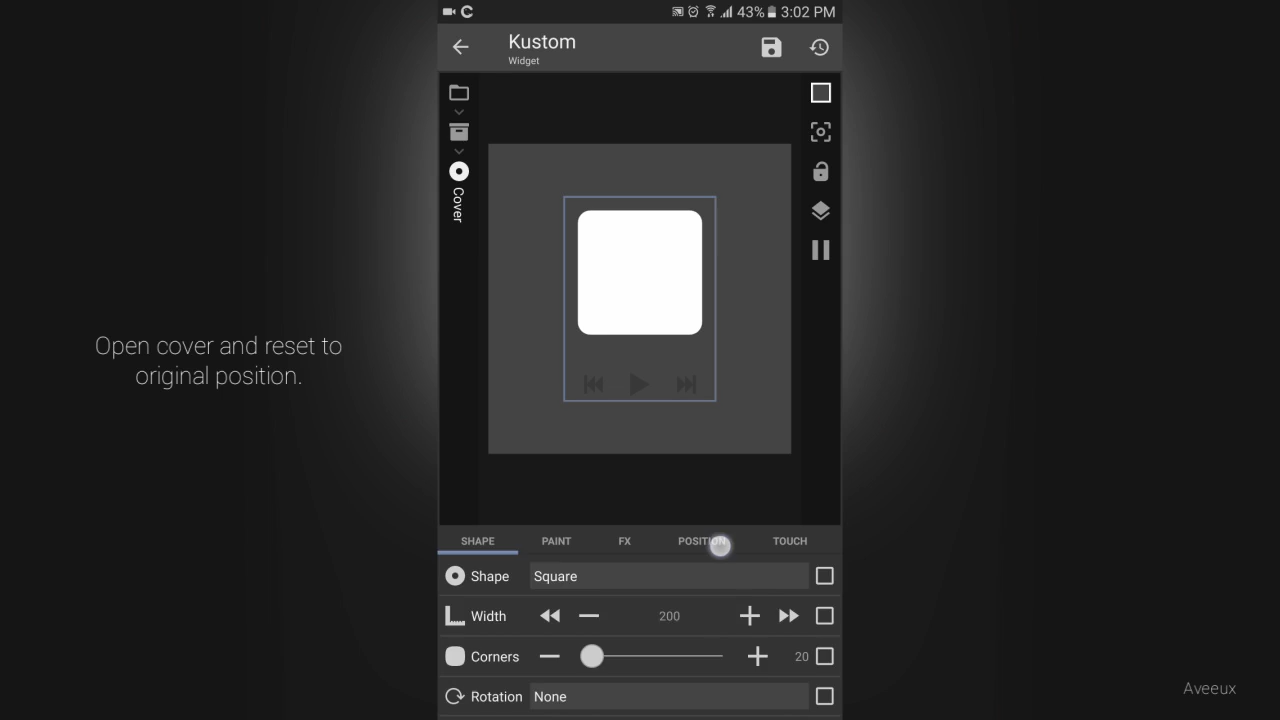 43% 3:02 PM
Kustom
Widget
Cover
Open cover and reset to
original position.
SHAPE PAINT FX POSITION TOUCH
Shape Square
Width 200
Corners 20
Rotation None
Aveeux